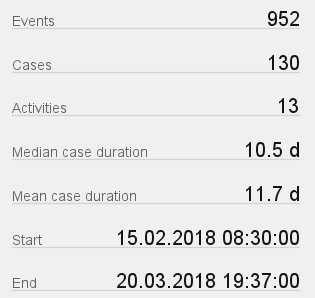 Events 952
Cases 130
Activities 13
Median case duration 10.5 d
Mean case duration 11.7 d
Start 15.02.2018 08:30:00
End 20.03.2018 19:37:00